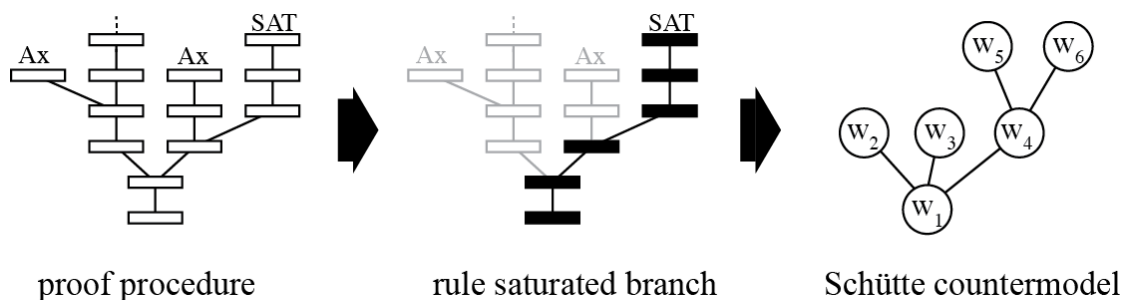 SAT
Ax
Ax
SAT
Ax
Ax
W5
W6
W2
W3
W4
W1
proof procedure
rule saturated branch
Schütte countermodel